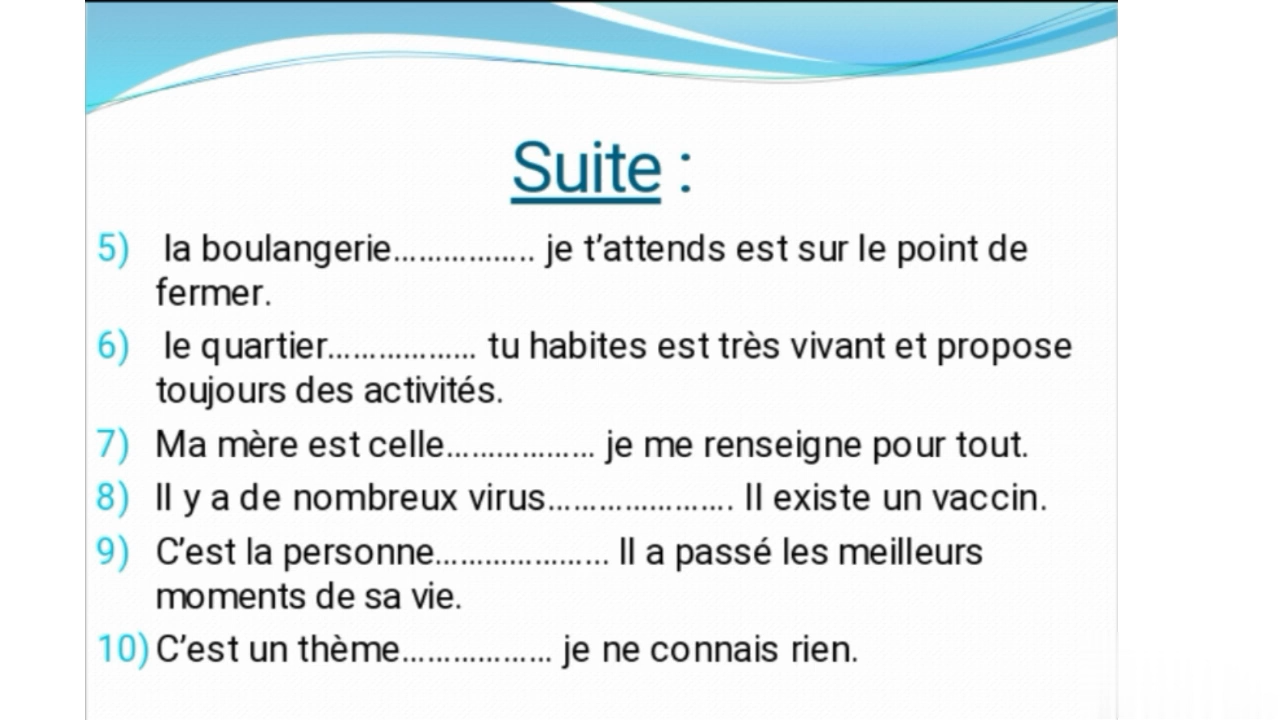 Suite :
5) la boulangerie…………….. je t’attends est sur le point de
fermer.
6) le quartier……………… tu habites est très vivant et propose
toujours des activités.
7) Ma mère est celle……………… je me renseigne pour tout.
8) Il y a de nombreux virus…………………. Il existe un vaccin.
9) C’est la personne………………… Il a passé les meilleurs
moments de sa vie.
10) C’est un thème……………… je ne connais rien.